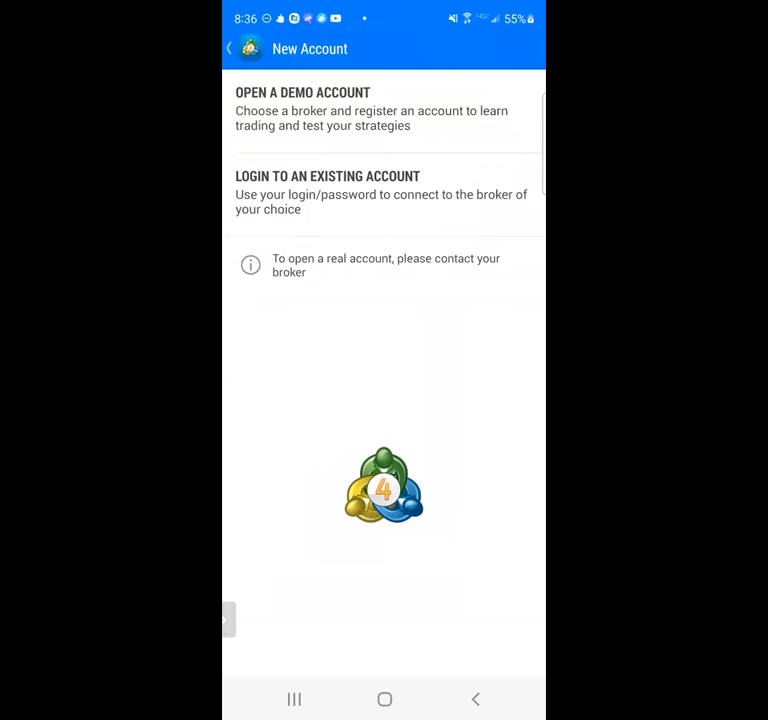 8:36 55%
New Account
OPEN A DEMO ACCOUNT
Choose a broker and register an account to learn
trading and test your strategies
LOGIN TO AN EXISTING ACCOUNT
Use your login/password to connect to the broker of
your choice
To open a real account, please contact your
broker
4